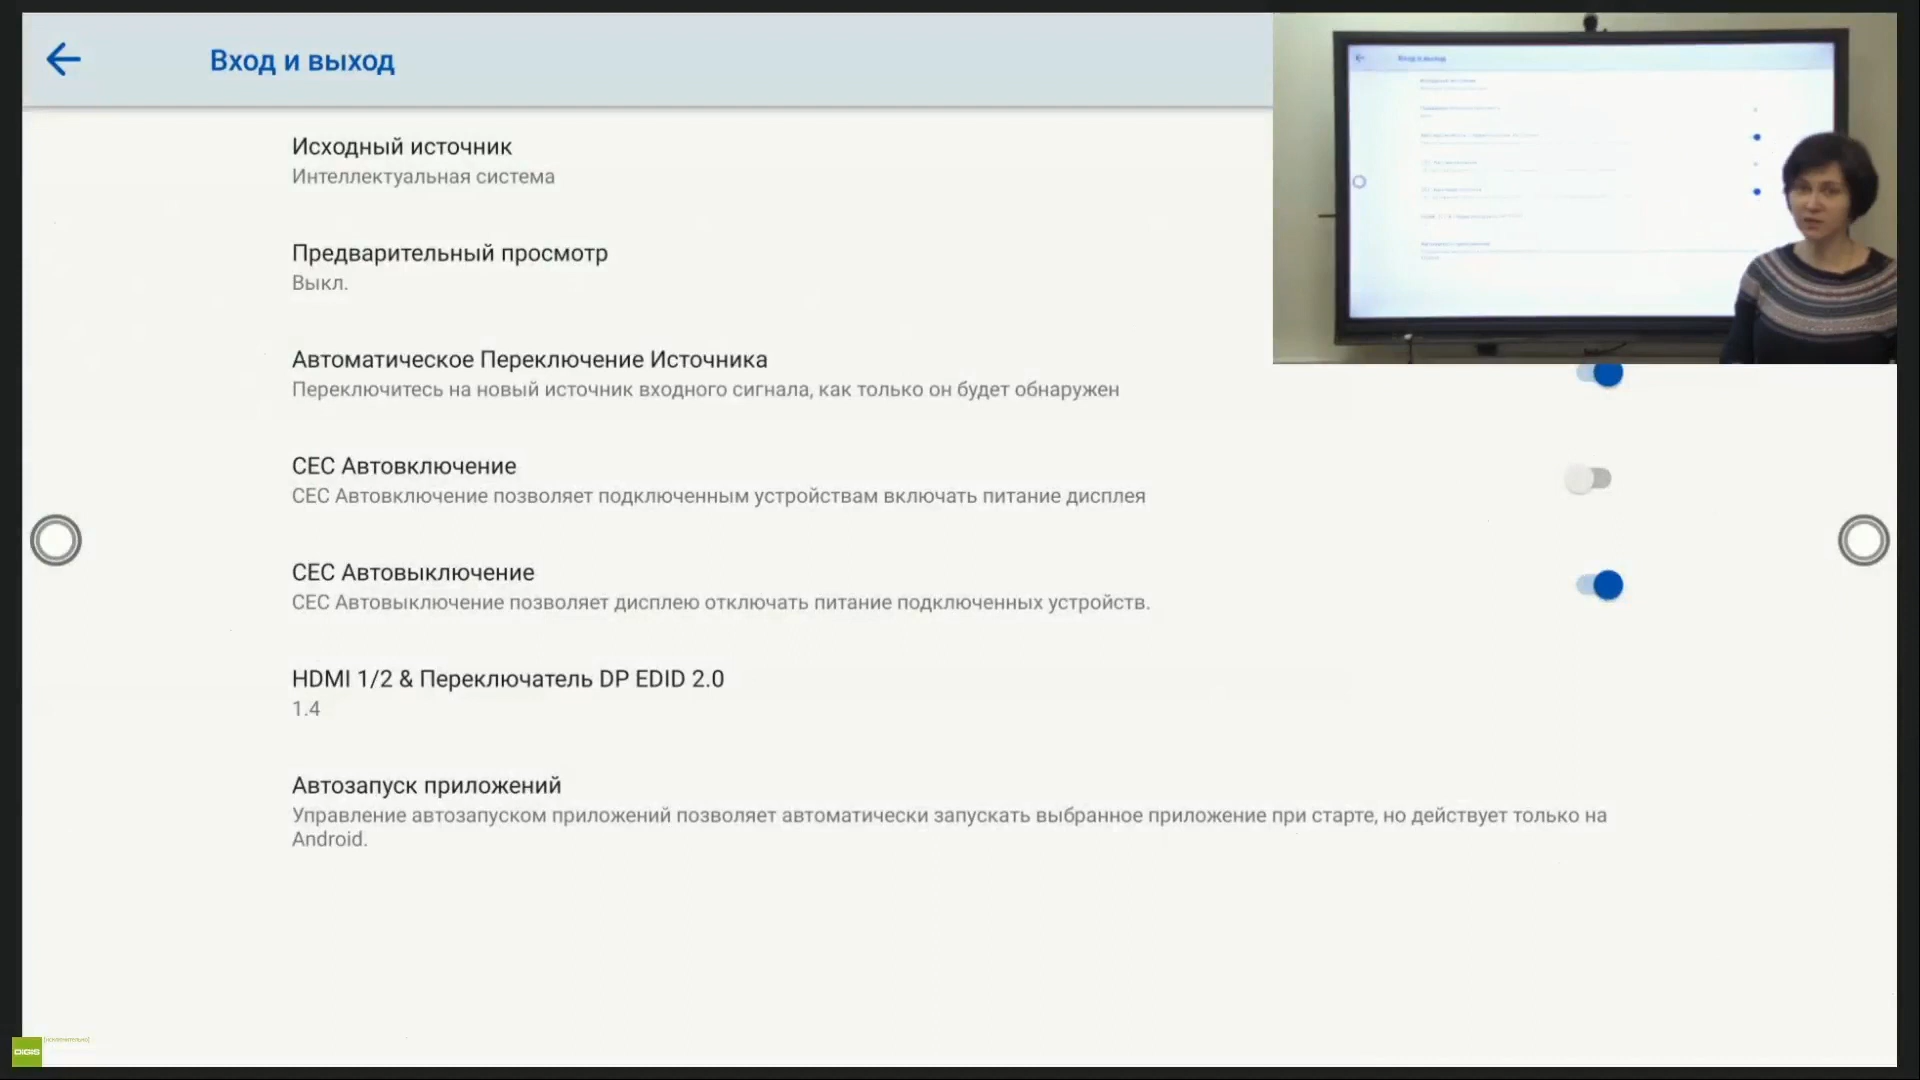 Вход и выход
Исходный источник
Интеллектуальная система
Предварительный просмотр
Выкл.
Автоматическое Переключение Источника
Переключитесь на новый источник входного сигнала, как только он будет обнаружен
CEC Автовключение
CEC Автовключение позволяет подключенным устройствам включать питание дисплея
CEC Автовыключение
CEC Автовыключение позволяет дисплею отключать питание подключенных устройств.
HDMI 1/2 & Переключатель DP EDID 2.0
1.4
Автозапуск приложений
Управление автозапуском приложений позволяет автоматически запускать выбранное приложение при старте, но действует только на
Android.
DIGIS